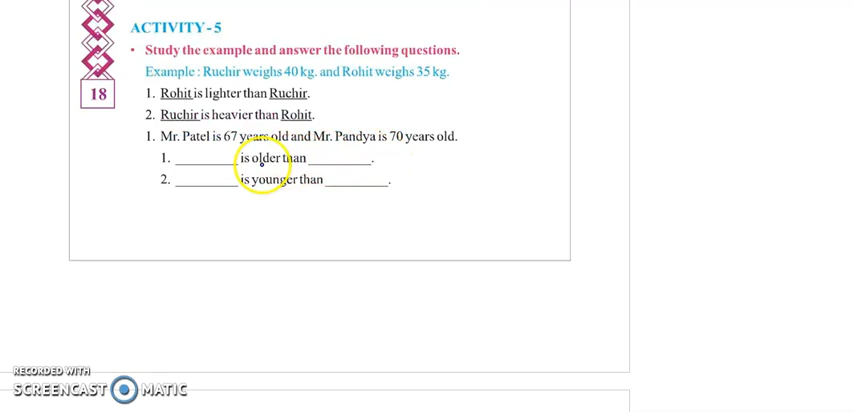 ACTIVITY - 5
• Study the example and answer the following questions.
Example : Ruchir weighs 40 kg. and Rohit weighs 35 kg.
18
1. Rohit is lighter than Ruchir.
2. Ruchir is heavier than Rohit.
1. Mr. Patel is 67 years old and Mr. Pandya is 70 years old.
1. __________ is older than __________.
2. __________ is younger than __________.
RECORDED WITH
SCREENCAST MATIC